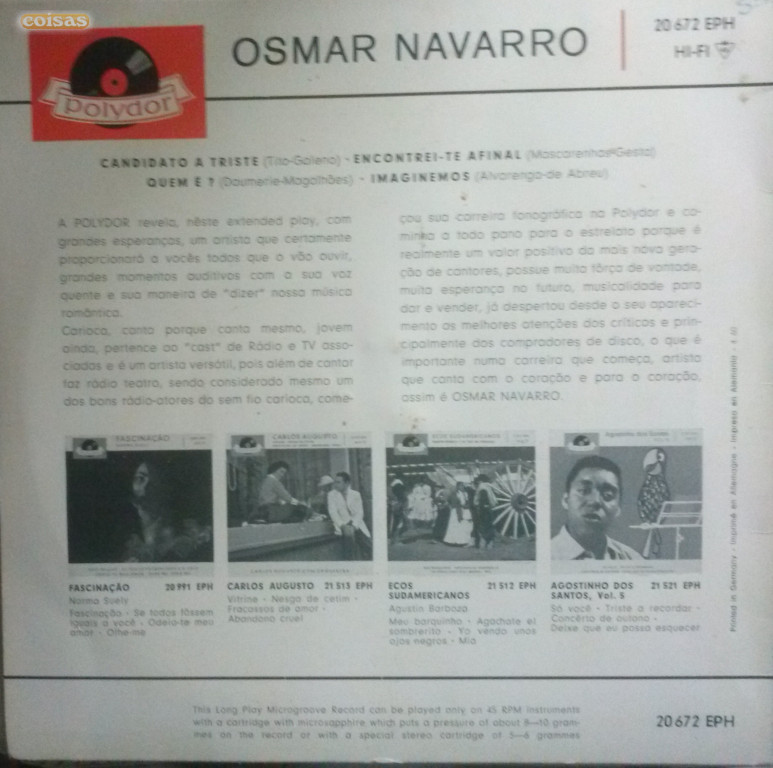 coisas
20 672 EPH
OSMAR NAVARRO
HI-FI
Polydor
CANDIDATO A TRISTE (Tito-Galeno) · ENCONTREI-TE AFINAL (Mascarenhas-Gesta)
QUEM É ? (Doumerie-Magalhães) · IMAGINEMOS (Alvarenga-de Abreu)
A POLYDOR revela, nêste extended play, com
grandes esperanças, um artista que certamente
proporcionará a vocês todos que o vão ouvir,
grandes momentos auditivos com a sua voz
quente e sua maneira de "dizer" nossa música
romântica.
Carioca, canta porque canta mesmo, jovem
ainda, pertence ao "cast" de Rádio e TV asso-
ciadas e é um artista versátil, pois além de cantar
faz rádio teatro, sendo considerado mesmo um
dos bons rádio-atores do sem fio carioca, come-
çou sua carreira fonográfica na Polydor e ca-
minha a todo pano para o estrelato porque é
realmente um valor positivo da mais nova gera-
ção de cantores, possue muita fôrça de vontade,
muita esperança no futuro, musicalidade para
dar e vender, já despertou desde o seu apareci-
mento as melhores atenções dos críticos e prin-
cipalmente dos compradores de disco, o que é
importante numa carreira que começa, artista
que canta com o coração e para o coração,
assim é OSMAR NAVARRO.
FASCINAÇÃO
CARLOS AUGUSTO
ECOS SUDAMERICANOS
Agostinho dos Santos
FASCINAÇÃO 20 991 EPH
Norma Suely
Fascinação · Se todos fôssem
iguais a você · Odeio-te meu
amor · Olhe-me
CARLOS AUGUSTO 21 513 EPH
Vitrine · Nesga de cetim ·
Fracassos de amor ·
Abandono cruel
ECOS 21 512 EPH
SUDAMERICANOS
Agustin Barboza
Meu barquinho · Agachate el
sombrerito · Ya vendo unos
ojos negros · Mia
AGOSTINHO DOS 21 521 EPH
SANTOS, Vol. 5
Só você · Triste a recordar ·
Concêrto de outono ·
Deixe que eu possa esquecer
Printed in Germany · Imprimé en Allemagne · Impreso en Alemania
This Long Play Microgroove Record can be played only on 45 RPM instruments
with a cartridge with microsapphire which puts a pressure of about 8—10 gram-
mes on the record or with a special stereo cartridge of 5—6 grammes
20 672 EPH